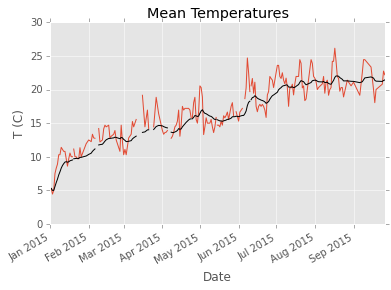 Mean Temperatures
30
25
20
15
10
5
0
T (C)
Jan 2015
Feb 2015
Mar 2015
Apr 2015
May 2015
Jun 2015
Jul 2015
Aug 2015
Sep 2015
Date